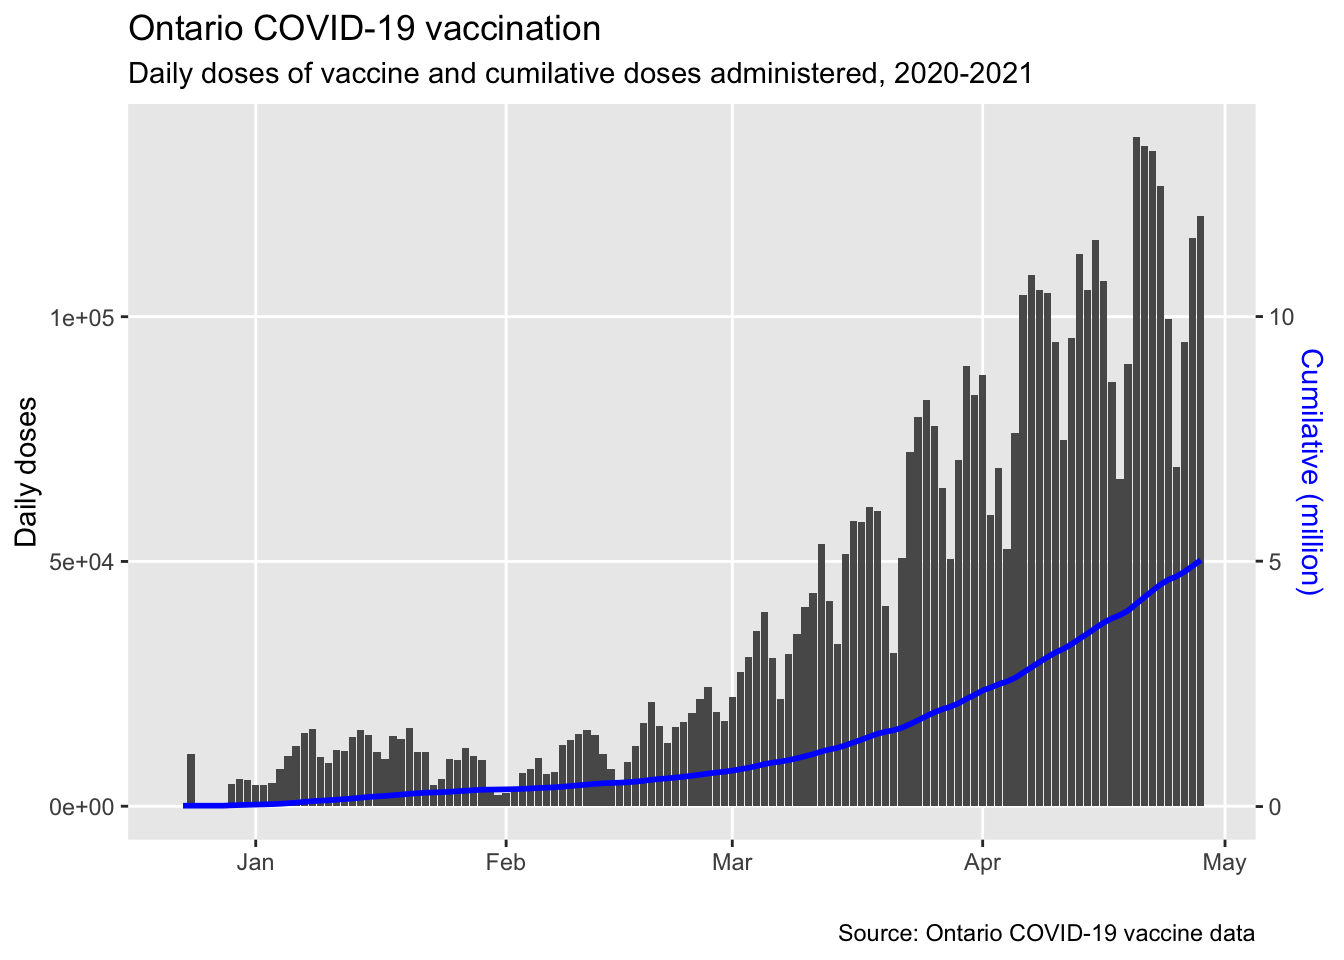 Ontario COVID-19 vaccination
Daily doses of vaccine and cumilative doses administered, 2020-2021
Daily doses
1e+05
5e+04
0e+00
10
5
0
Cumilative (million)
Jan Feb Mar Apr May
Source: Ontario COVID-19 vaccine data